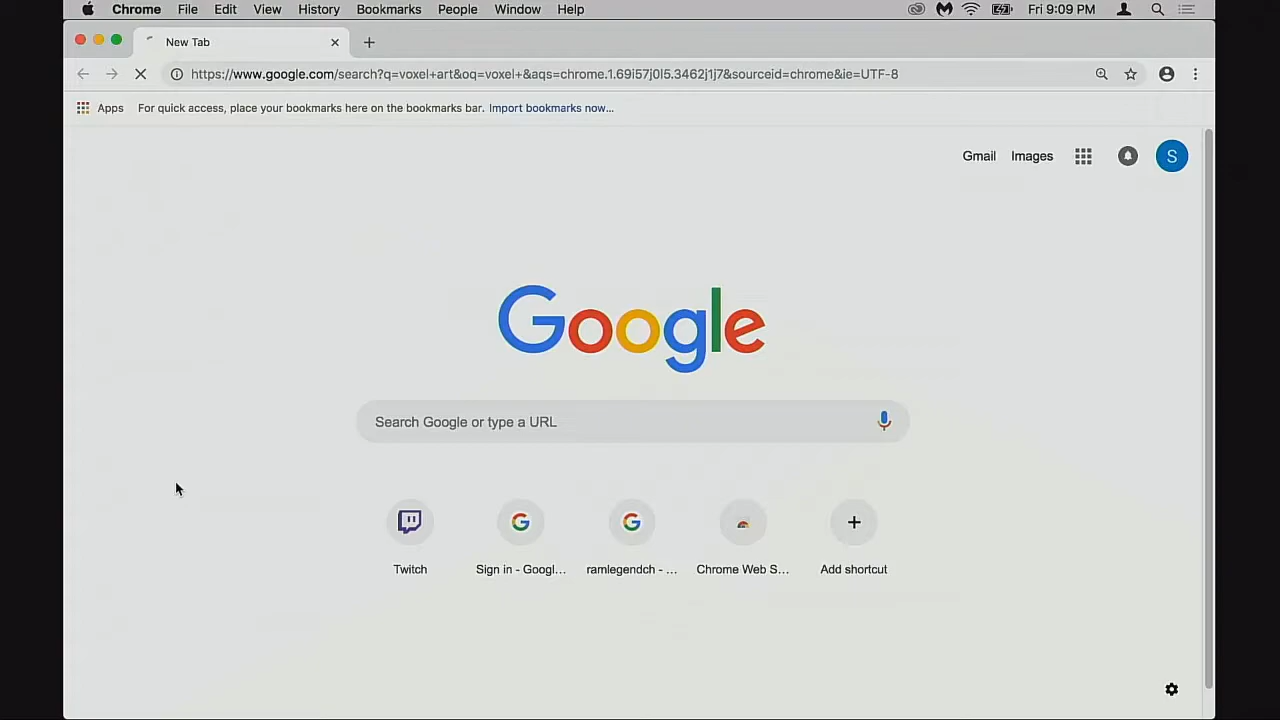 Chrome File Edit View History Bookmarks People Window Help Fri 9:09 PM
New Tab
https://www.google.com/search?q=voxel+art&oq=voxel+&aqs=chrome.1.69i57j0l5.3462j1j7&sourceid=chrome&ie=UTF-8
Apps For quick access, place your bookmarks here on the bookmarks bar. Import bookmarks now...
Gmail Images S
Google
Search Google or type a URL
Twitch Sign in - Googl... ramlegendch - ... Chrome Web S... Add shortcut